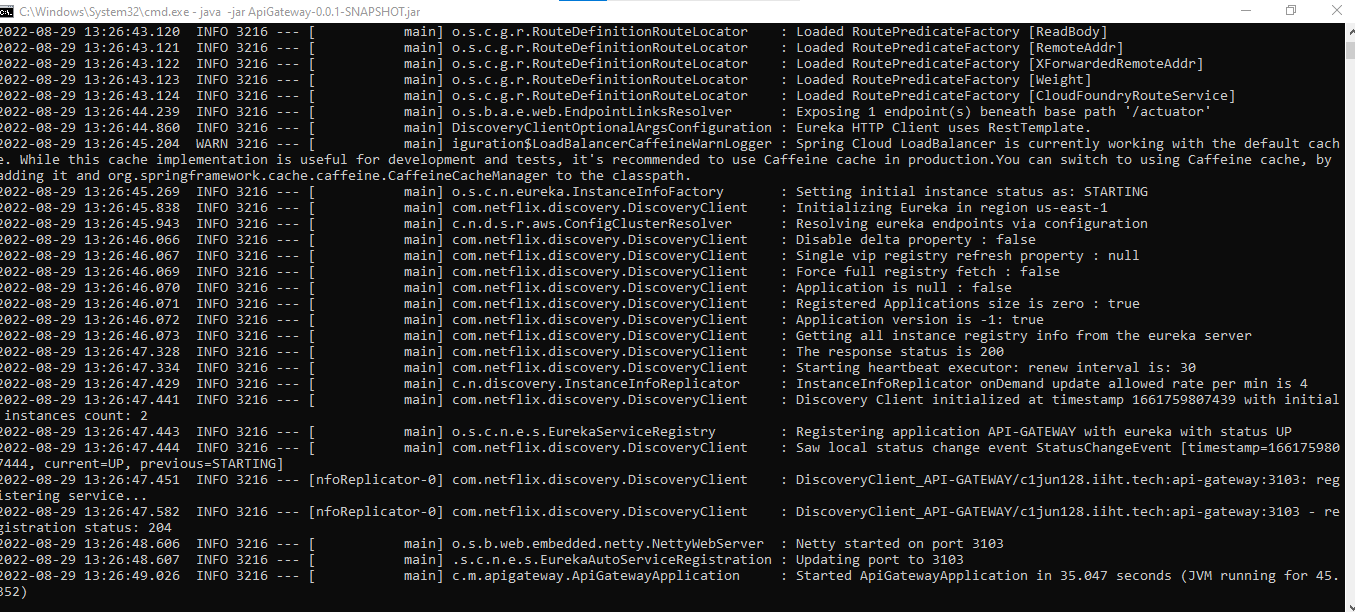 C:\Windows\System32\cmd.exe - java  -jar ApiGateway-0.0.1-SNAPSHOT.jar
2022-08-29 13:26:43.120  INFO 3216 --- [           main] o.s.c.g.r.RouteDefinitionRouteLocator    : Loaded RoutePredicateFactory [ReadBody]
2022-08-29 13:26:43.121  INFO 3216 --- [           main] o.s.c.g.r.RouteDefinitionRouteLocator    : Loaded RoutePredicateFactory [RemoteAddr]
2022-08-29 13:26:43.122  INFO 3216 --- [           main] o.s.c.g.r.RouteDefinitionRouteLocator    : Loaded RoutePredicateFactory [XForwardedRemoteAddr]
2022-08-29 13:26:43.123  INFO 3216 --- [           main] o.s.c.g.r.RouteDefinitionRouteLocator    : Loaded RoutePredicateFactory [Weight]
2022-08-29 13:26:43.124  INFO 3216 --- [           main] o.s.c.g.r.RouteDefinitionRouteLocator    : Loaded RoutePredicateFactory [CloudFoundryRouteService]
2022-08-29 13:26:44.239  INFO 3216 --- [           main] o.s.b.a.e.web.EndpointLinksResolver      : Exposing 1 endpoint(s) beneath base path '/actuator'
2022-08-29 13:26:44.860  INFO 3216 --- [           main] DiscoveryClientOptionalArgsConfiguration : Eureka HTTP Client uses RestTemplate.
2022-08-29 13:26:45.204  WARN 3216 --- [           main] iguration$LoadBalancerCaffeineWarnLogger : Spring Cloud LoadBalancer is currently working with the default cach
e. While this cache implementation is useful for development and tests, it's recommended to use Caffeine cache in production.You can switch to using Caffeine cache, by
adding it and org.springframework.cache.caffeine.CaffeineCacheManager to the classpath.
2022-08-29 13:26:45.269  INFO 3216 --- [           main] o.s.c.n.eureka.InstanceInfoFactory       : Setting initial instance status as: STARTING
2022-08-29 13:26:45.838  INFO 3216 --- [           main] com.netflix.discovery.DiscoveryClient    : Initializing Eureka in region us-east-1
2022-08-29 13:26:45.943  INFO 3216 --- [           main] c.n.d.s.r.aws.ConfigClusterResolver      : Resolving eureka endpoints via configuration
2022-08-29 13:26:46.066  INFO 3216 --- [           main] com.netflix.discovery.DiscoveryClient    : Disable delta property : false
2022-08-29 13:26:46.067  INFO 3216 --- [           main] com.netflix.discovery.DiscoveryClient    : Single vip registry refresh property : null
2022-08-29 13:26:46.069  INFO 3216 --- [           main] com.netflix.discovery.DiscoveryClient    : Force full registry fetch : false
2022-08-29 13:26:46.070  INFO 3216 --- [           main] com.netflix.discovery.DiscoveryClient    : Application is null : false
2022-08-29 13:26:46.071  INFO 3216 --- [           main] com.netflix.discovery.DiscoveryClient    : Registered Applications size is zero : true
2022-08-29 13:26:46.072  INFO 3216 --- [           main] com.netflix.discovery.DiscoveryClient    : Application version is -1: true
2022-08-29 13:26:46.073  INFO 3216 --- [           main] com.netflix.discovery.DiscoveryClient    : Getting all instance registry info from the eureka server
2022-08-29 13:26:47.328  INFO 3216 --- [           main] com.netflix.discovery.DiscoveryClient    : The response status is 200
2022-08-29 13:26:47.334  INFO 3216 --- [           main] com.netflix.discovery.DiscoveryClient    : Starting heartbeat executor: renew interval is: 30
2022-08-29 13:26:47.429  INFO 3216 --- [           main] c.n.discovery.InstanceInfoReplicator     : InstanceInfoReplicator onDemand update allowed rate per min is 4
2022-08-29 13:26:47.441  INFO 3216 --- [           main] com.netflix.discovery.DiscoveryClient    : Discovery Client initialized at timestamp 1661759807439 with initial
 instances count: 2
2022-08-29 13:26:47.443  INFO 3216 --- [           main] o.s.c.n.e.s.EurekaServiceRegistry        : Registering application API-GATEWAY with eureka with status UP
2022-08-29 13:26:47.444  INFO 3216 --- [           main] com.netflix.discovery.DiscoveryClient    : Saw local status change event StatusChangeEvent [timestamp=166175980
7444, current=UP, previous=STARTING]
2022-08-29 13:26:47.451  INFO 3216 --- [nfoReplicator-0] com.netflix.discovery.DiscoveryClient    : DiscoveryClient_API-GATEWAY/c1jun128.iiht.tech:api-gateway:3103: reg
istering service...
2022-08-29 13:26:47.582  INFO 3216 --- [nfoReplicator-0] com.netflix.discovery.DiscoveryClient    : DiscoveryClient_API-GATEWAY/c1jun128.iiht.tech:api-gateway:3103 - re
gistration status: 204
2022-08-29 13:26:48.606  INFO 3216 --- [           main] o.s.b.web.embedded.netty.NettyWebServer  : Netty started on port 3103
2022-08-29 13:26:48.607  INFO 3216 --- [           main] .s.c.n.e.s.EurekaAutoServiceRegistration : Updating port to 3103
2022-08-29 13:26:49.026  INFO 3216 --- [           main] c.m.apigateway.ApiGatewayApplication     : Started ApiGatewayApplication in 35.047 seconds (JVM running for 45.
352)